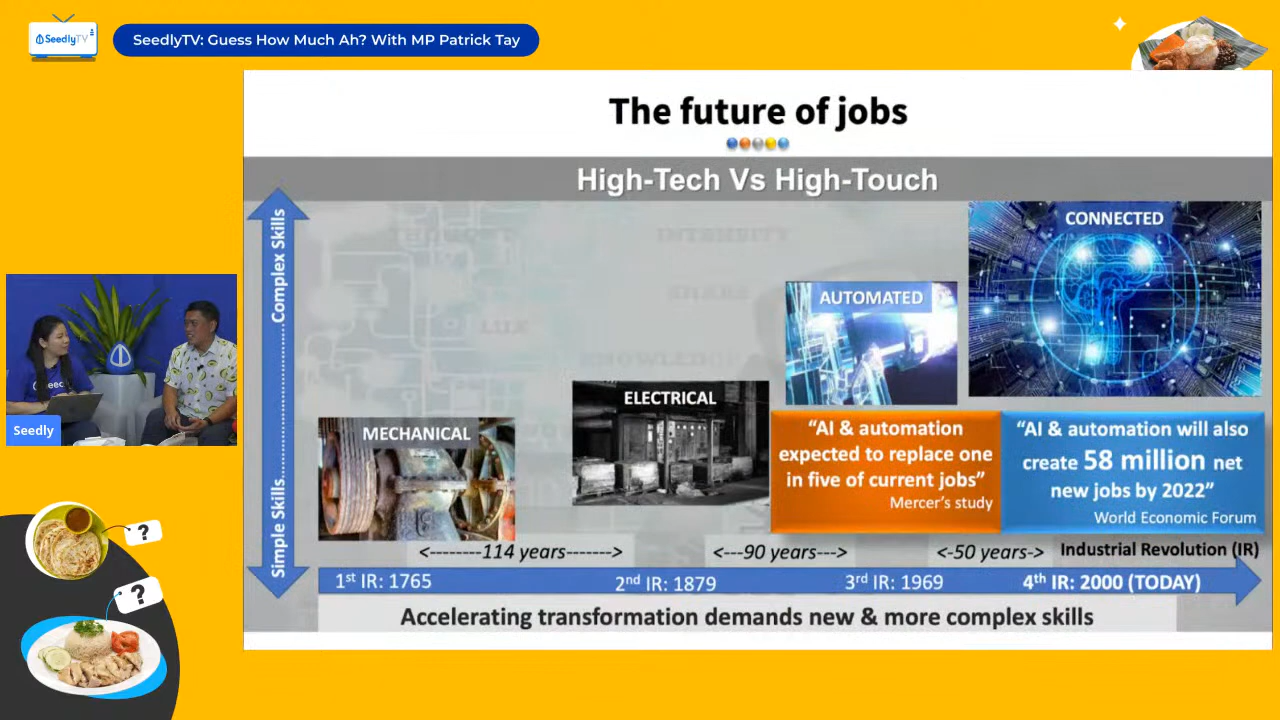 SeedlyTV
SeedlyTV: Guess How Much Ah? With MP Patrick Tay
The future of jobs
High-Tech Vs High-Touch
Simple Skills......................Complex Skills
CONNECTED
AUTOMATED
ELECTRICAL
MECHANICAL
INTENSITY
SHARE
LUX
KNOWLEDGE
“AI & automation
expected to replace one
in five of current jobs”
Mercer’s study
“AI & automation will also
create 58 million net
new jobs by 2022”
World Economic Forum
<--------114 years------->
<---90 years--->
<-50 years->
Industrial Revolution (IR)
1st IR: 1765
2nd IR: 1879
3rd IR: 1969
4th IR: 2000 (TODAY)
Accelerating transformation demands new & more complex skills
Seedly
?
?